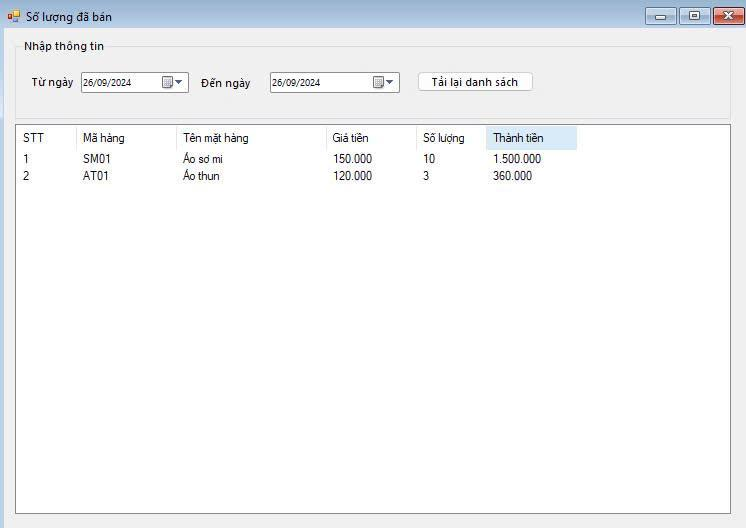 Số lượng đã bán
Nhập thông tin
Từ ngày 26/09/2024 Đến ngày 26/09/2024 Tải lại danh sách
STT Mã hàng Tên mặt hàng Giá tiền Số lượng Thành tiền
1 SM01 Áo sơ mi 150.000 10 1.500.000
2 AT01 Áo thun 120.000 3 360.000